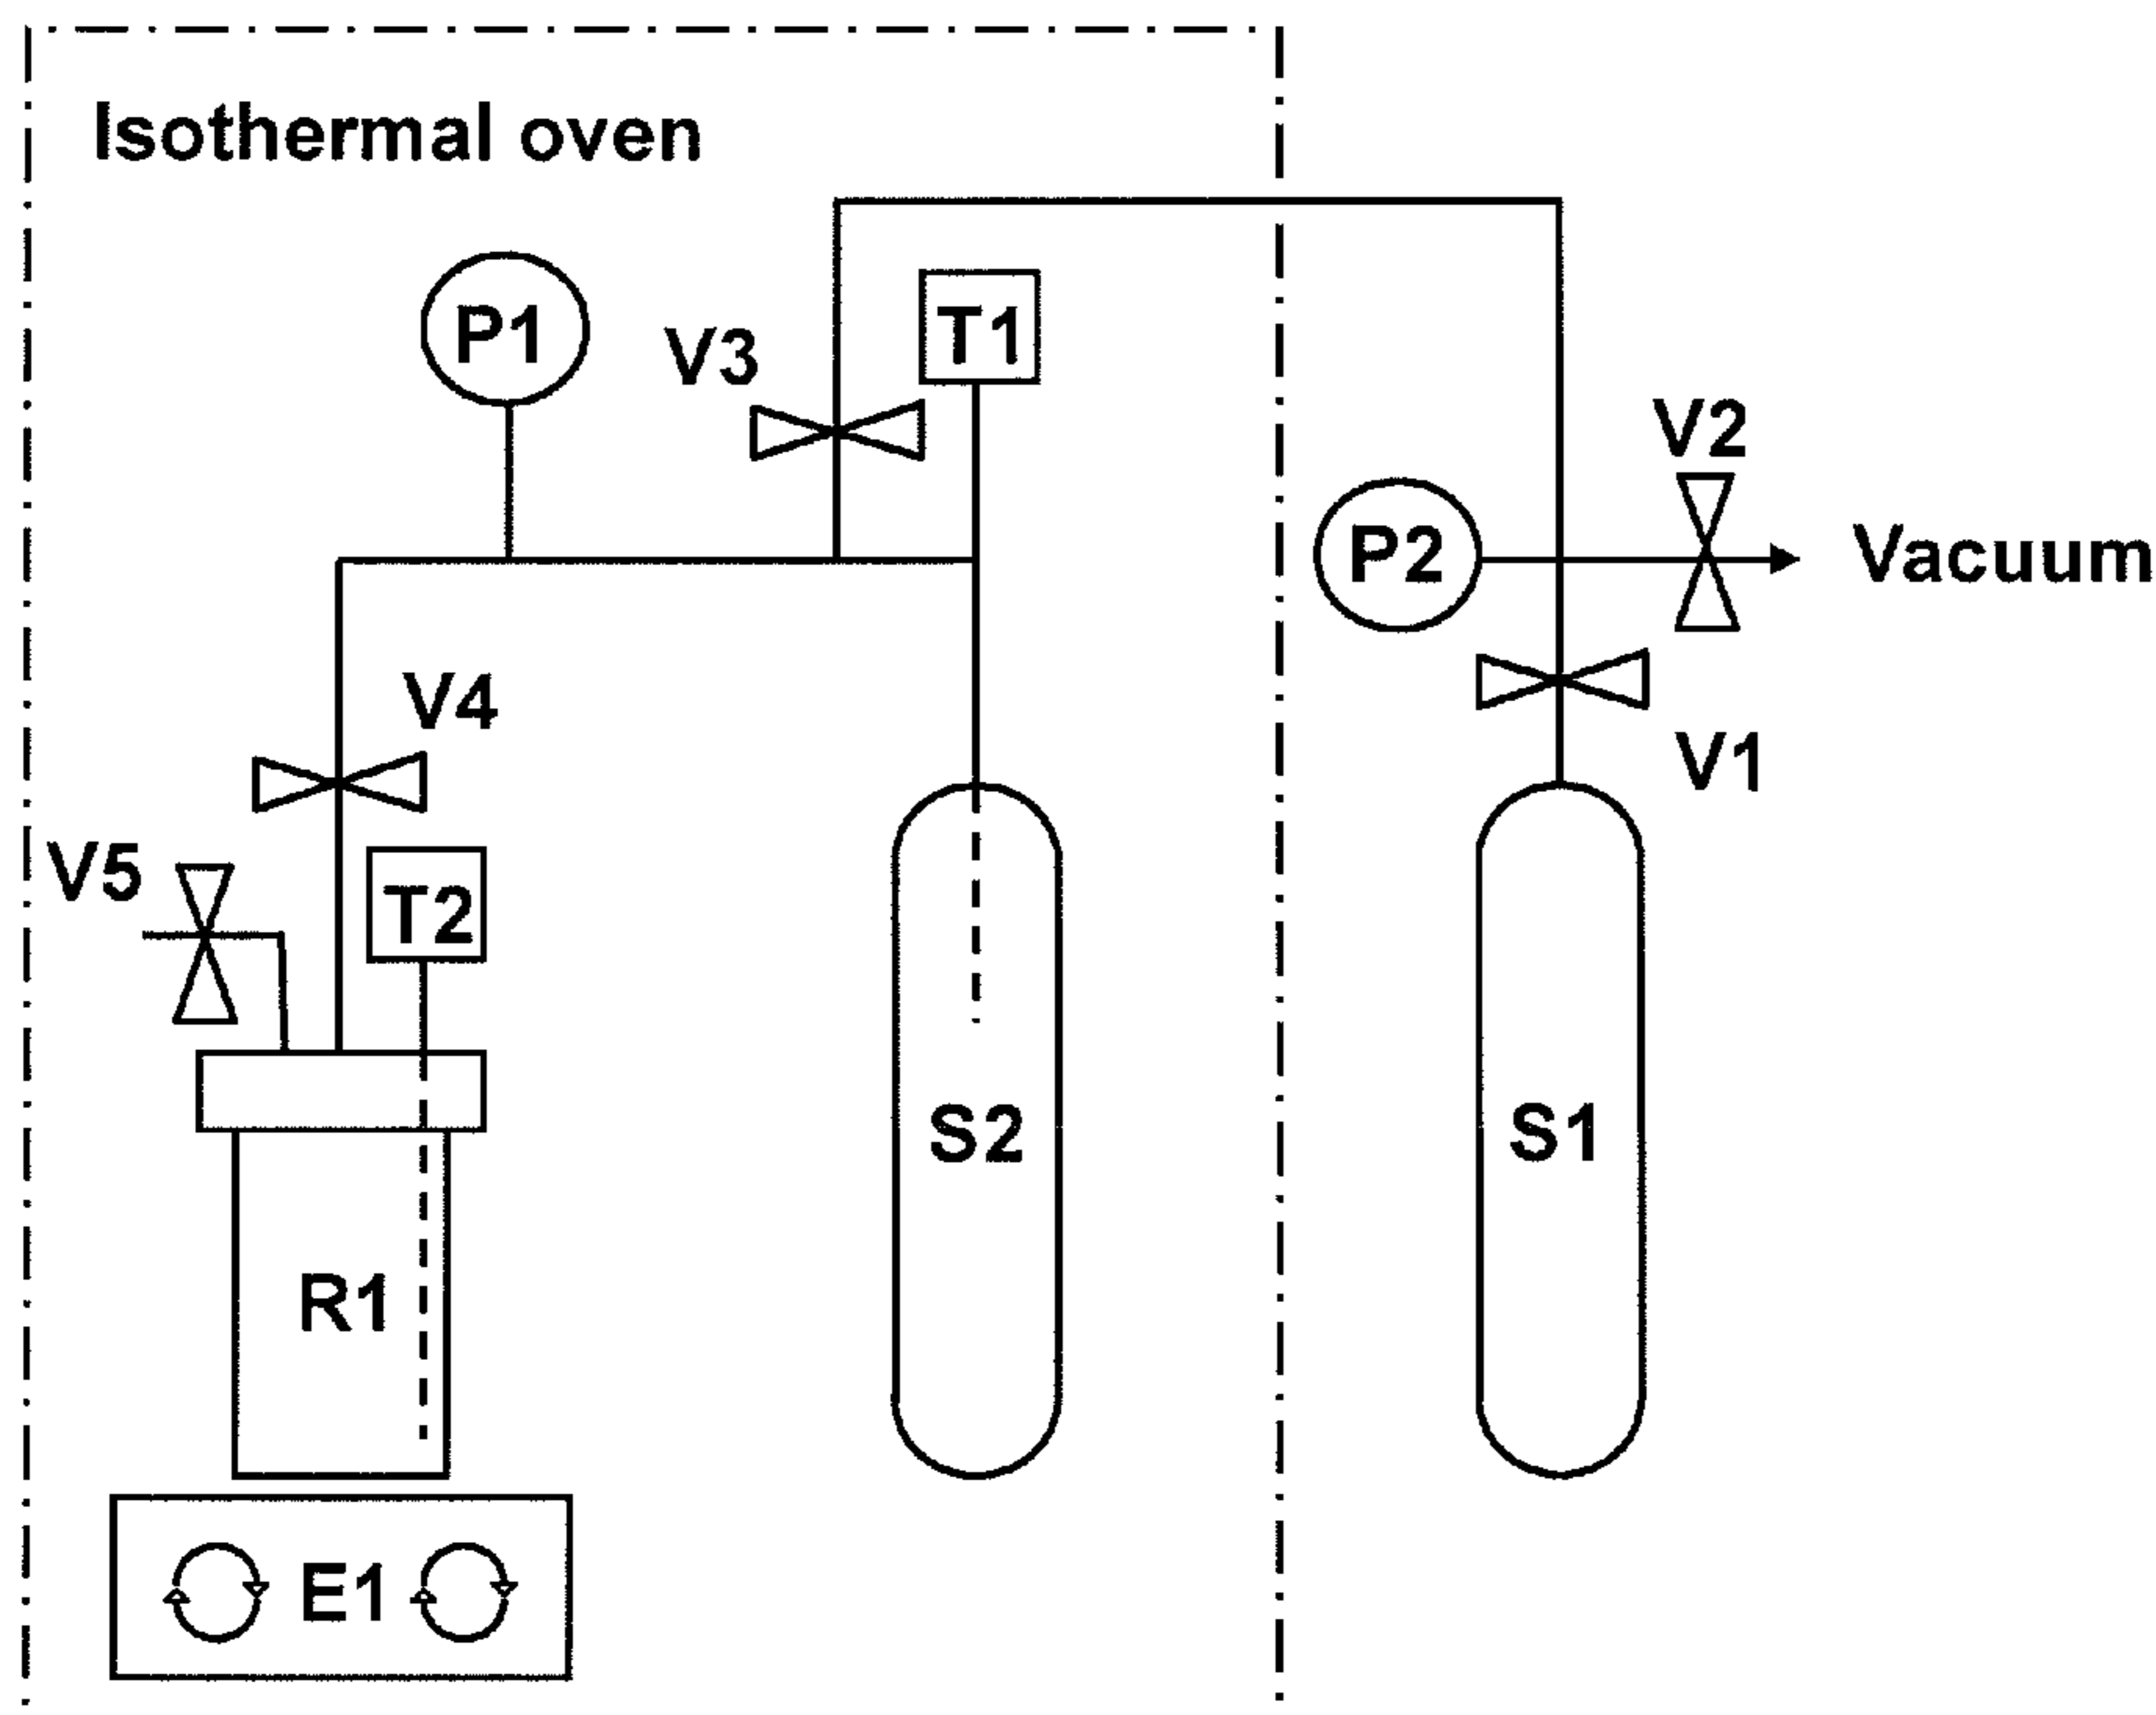 Isothermal oven
P1
V3
T1
V2
P2
Vacuum
V4
V1
V5
T2
S2
S1
R1
E1